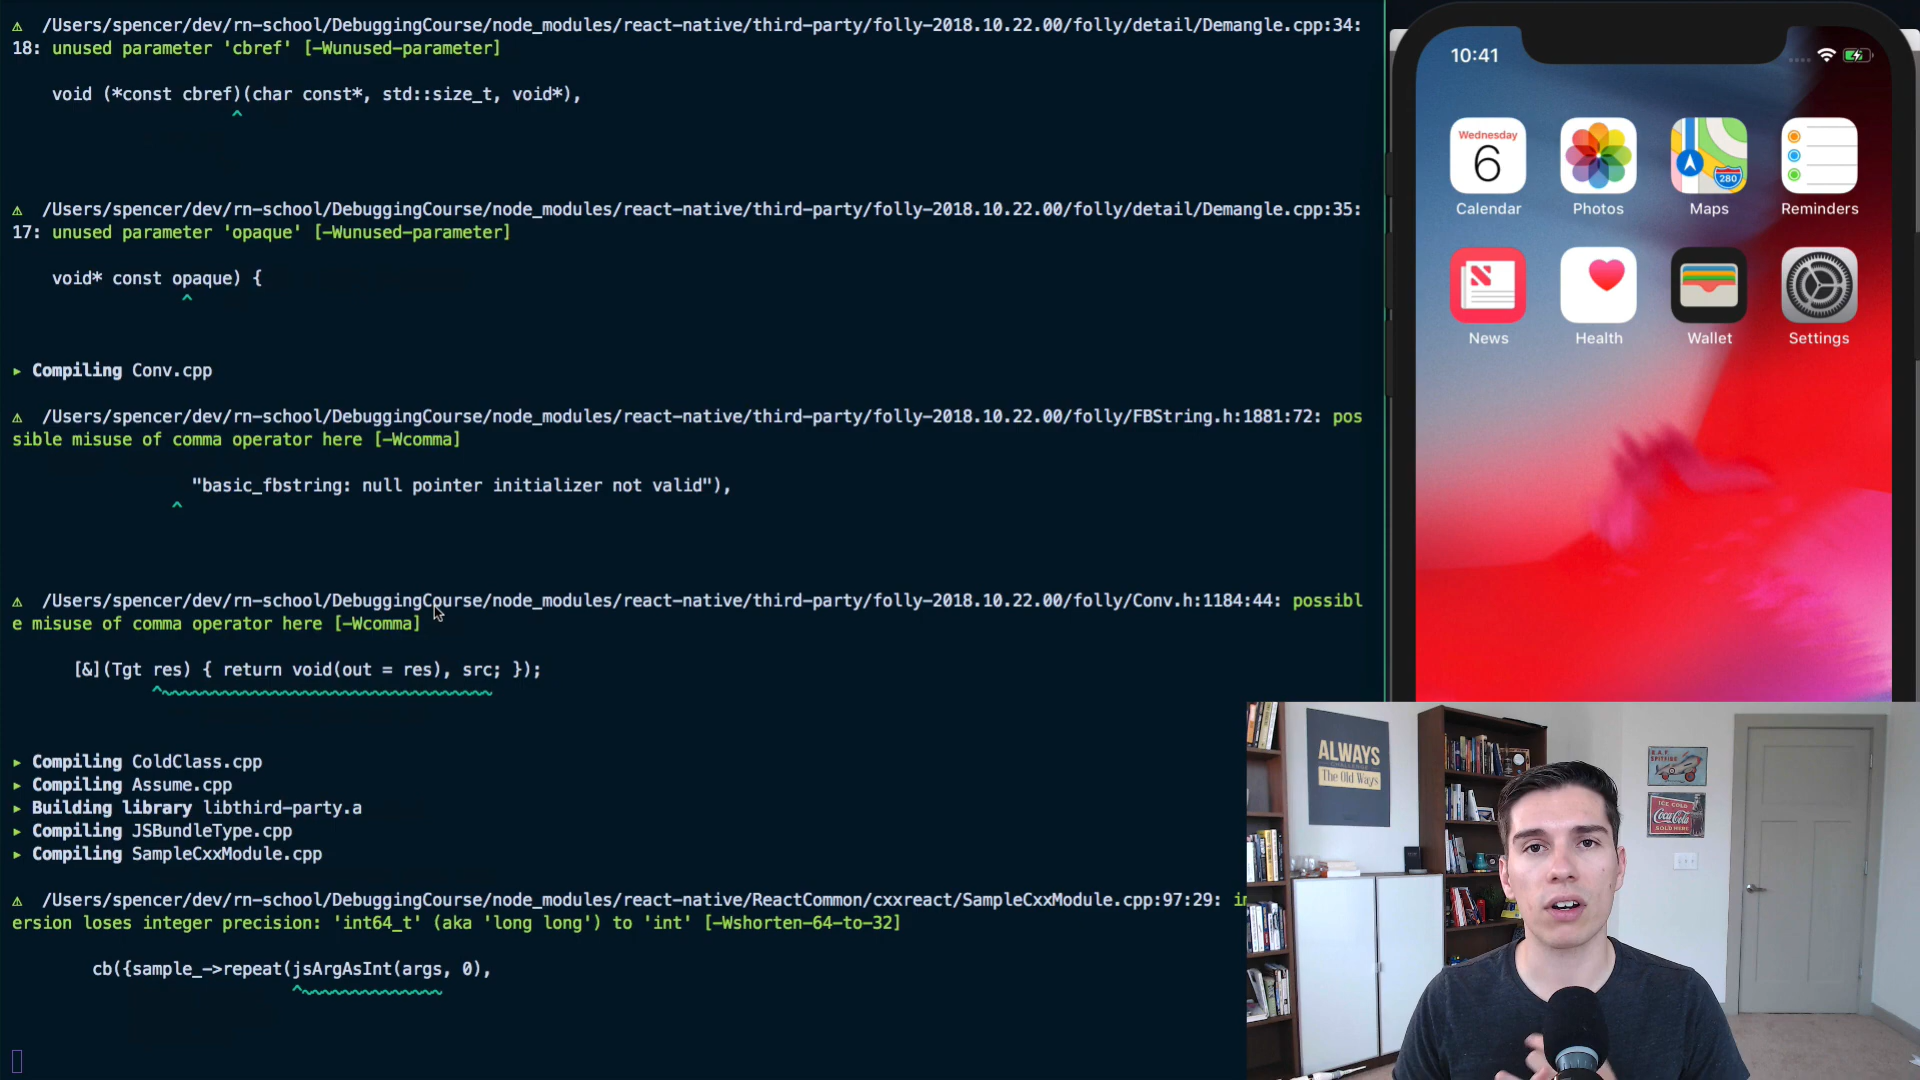 ⚠ /Users/spencer/dev/rn-school/DebuggingCourse/node_modules/react-native/third-party/folly-2018.10.22.00/folly/detail/Demangle.cpp:34:
18: unused parameter 'cbref' [-Wunused-parameter]
void (*const cbref)(char const*, std::size_t, void*),
^
⚠ /Users/spencer/dev/rn-school/DebuggingCourse/node_modules/react-native/third-party/folly-2018.10.22.00/folly/detail/Demangle.cpp:35:
17: unused parameter 'opaque' [-Wunused-parameter]
void* const opaque) {
^
▸ Compiling Conv.cpp
⚠ /Users/spencer/dev/rn-school/DebuggingCourse/node_modules/react-native/third-party/folly-2018.10.22.00/folly/FBString.h:1881:72: pos
sible misuse of comma operator here [-Wcomma]
"basic_fbstring: null pointer initializer not valid"),
^
⚠ /Users/spencer/dev/rn-school/DebuggingCourse/node_modules/react-native/third-party/folly-2018.10.22.00/folly/Conv.h:1184:44: possibl
e misuse of comma operator here [-Wcomma]
[&](Tgt res) { return void(out = res), src; });
^~~~~~~~~~~~~~~~~~~~~~~~~~~~~~~~~~
▸ Compiling ColdClass.cpp
▸ Compiling Assume.cpp
▸ Building library libthird-party.a
▸ Compiling JSBundleType.cpp
▸ Compiling SampleCxxModule.cpp
⚠ /Users/spencer/dev/rn-school/DebuggingCourse/node_modules/react-native/ReactCommon/cxxreact/SampleCxxModule.cpp:97:29:
ersion loses integer precision: 'int64_t' (aka 'long long') to 'int' [-Wshorten-64-to-32]
cb({sample_->repeat(jsArgAsInt(args, 0),
^~~~~~~~~~~~~~~
10:41
Wednesday
6
280
Calendar
Photos
Maps
Reminders
News
Health
Wallet
Settings
ALWAYS
CHALLENGE
The Old Ways
SPITFIRE
ICE COLD
Coca-Cola
SOLD HERE